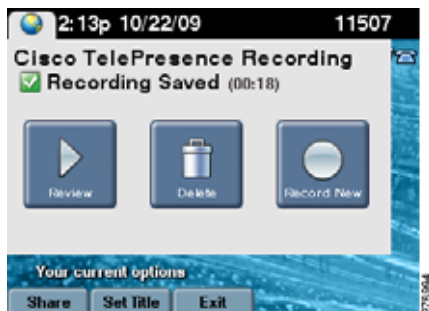 2:13p 10/22/09 11507
Cisco TelePresence Recording
Recording Saved (00:18)
Review Delete Record New
Your current options
Share Set Title Exit